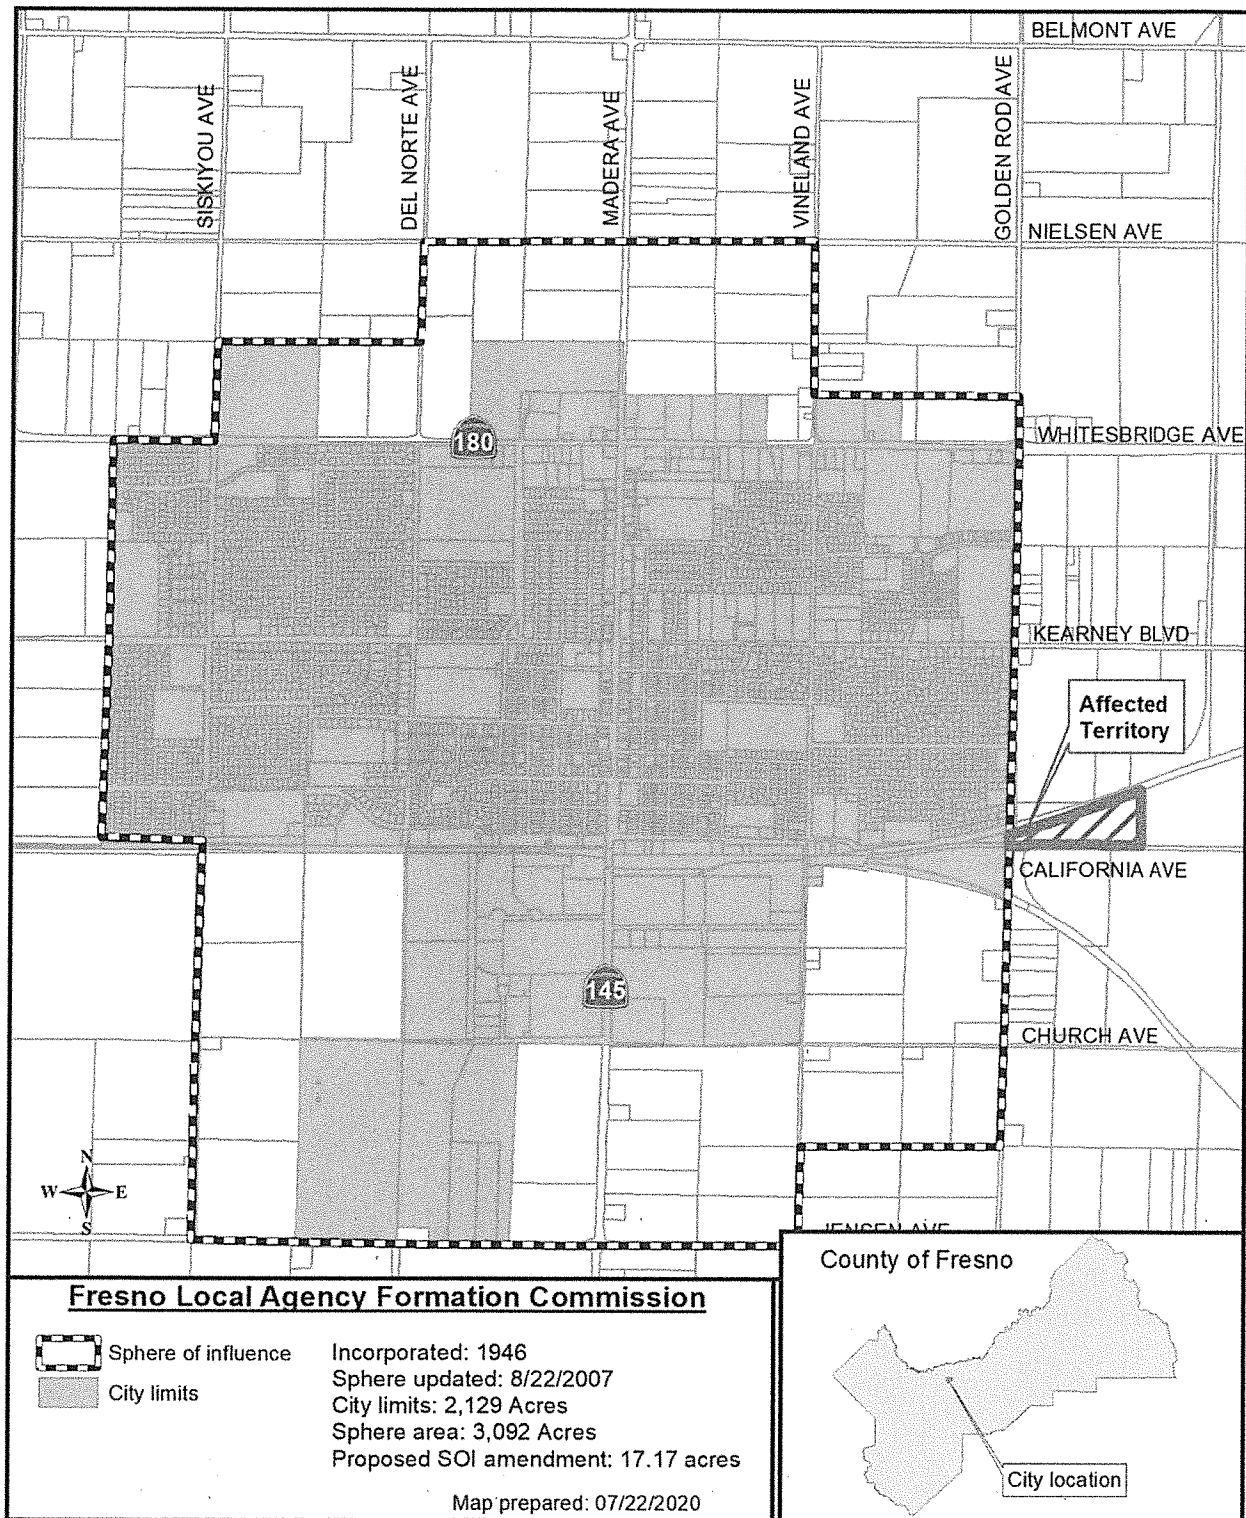 BELMONT AVE
SISKIYOU AVE
DEL NORTE AVE
MADERA AVE
VINELAND AVE
GOLDEN ROD AVE
NIELSEN AVE
180
WHITESBRIDGE AVE
KEARNEY BLVD
Affected
Territory
CALIFORNIA AVE
145
CHURCH AVE
N
W E
S
JENSEN AVE
Fresno Local Agency Formation Commission
Sphere of influence
City limits
Incorporated: 1946
Sphere updated: 8/22/2007
City limits: 2,129 Acres
Sphere area: 3,092 Acres
Proposed SOI amendment: 17.17 acres
Map prepared: 07/22/2020
County of Fresno
City location